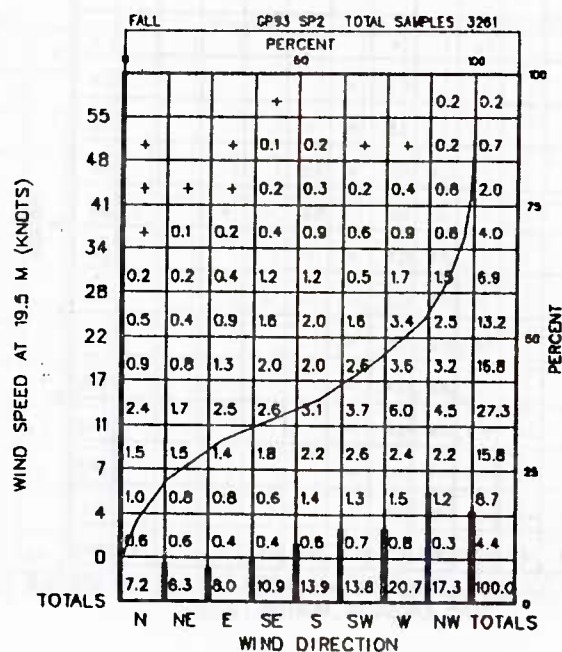 FALL GP93 SP2 TOTAL SAMPLES 3261
PERCENT
60 100
100
+ 0.2 0.2
55
+ + 0.1 0.2 + + 0.2 0.7
48
+ + + 0.2 0.3 0.2 0.4 0.8 2.0
41
75
+ 0.1 0.2 0.4 0.9 0.6 0.9 0.8 4.0
34
0.2 0.2 0.4 1.2 1.2 0.5 1.7 1.5 6.9
28
0.5 0.4 0.9 1.6 2.0 1.6 3.4 2.5 13.2
22
50
0.9 0.8 1.3 2.0 2.0 2.6 3.6 3.2 16.8
17
2.4 1.7 2.5 2.6 3.1 3.7 6.0 4.5 27.3
11
1.5 1.5 1.4 1.8 2.2 2.6 2.4 2.2 15.8
7
25
1.0 0.8 0.8 0.6 1.4 1.3 1.5 1.2 8.7
4
0.6 0.6 0.4 0.4 0.6 0.7 0.8 0.3 4.4
0
TOTALS 7.2 6.3 8.0 10.9 13.9 13.8 20.7 17.3 100.0
0
N NE E SE S SW W NW TOTALS
WIND DIRECTION
WIND SPEED AT 19.5 M (KNOTS)
PERCENT